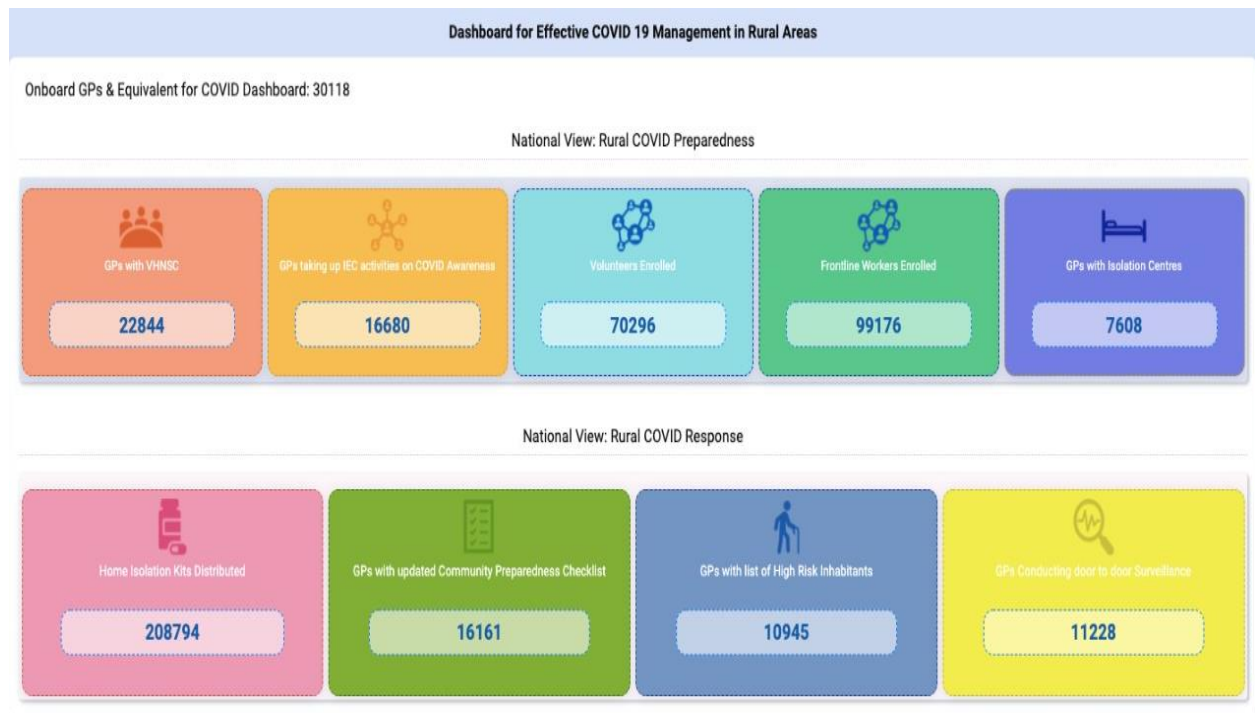 Dashboard for Effective COVID 19 Management in Rural Areas
Onboard GPs & Equivalent for COVID Dashboard: 30118
National View: Rural COVID Preparedness
GPs with VHNSC
22844
GPs taking up IEC activities on COVID Awareness
16680
Volunteers Enrolled
70296
Frontline Workers Enrolled
99176
GPs with Isolation Centres
7608
National View: Rural COVID Response
Home Isolation Kits Distributed
208794
GPs with updated Community Preparedness Checklist
16161
GPs with list of High Risk Inhabitants
10945
GPs Conducting door to door Surveillance
11228